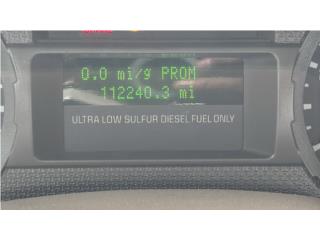 0.0 mi/g PROM
112240.3 mi
ULTRA LOW SULFUR DIESEL FUEL ONLY